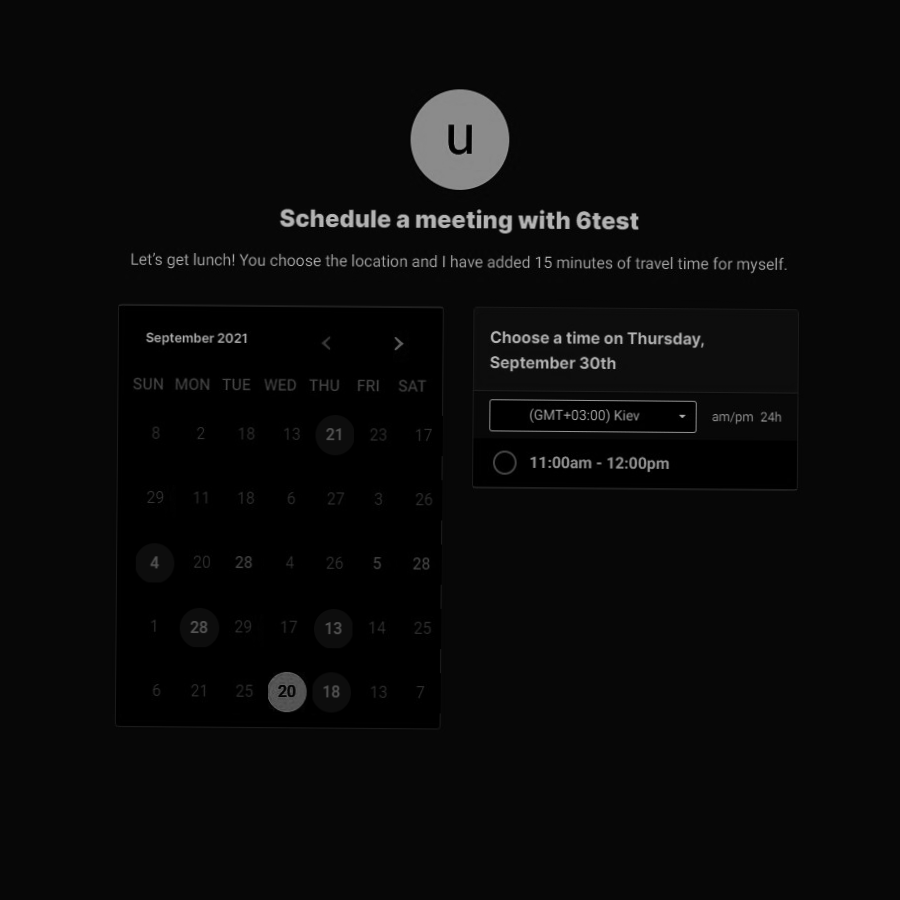 u
Schedule a meeting with 6test
Let's get lunch! You choose the location and I have added 15 minutes of travel time for myself.
September 2021
SUN MON TUE WED THU FRI SAT
8 2 18 13 21 23 17
29 11 18 6 27 3 26
4 20 28 4 26 5 28
1 28 29 17 13 14 25
6 21 25 20 18 13 7
Choose a time on Thursday,
September 30th
(GMT+03:00) Kiev am/pm 24h
11:00am - 12:00pm